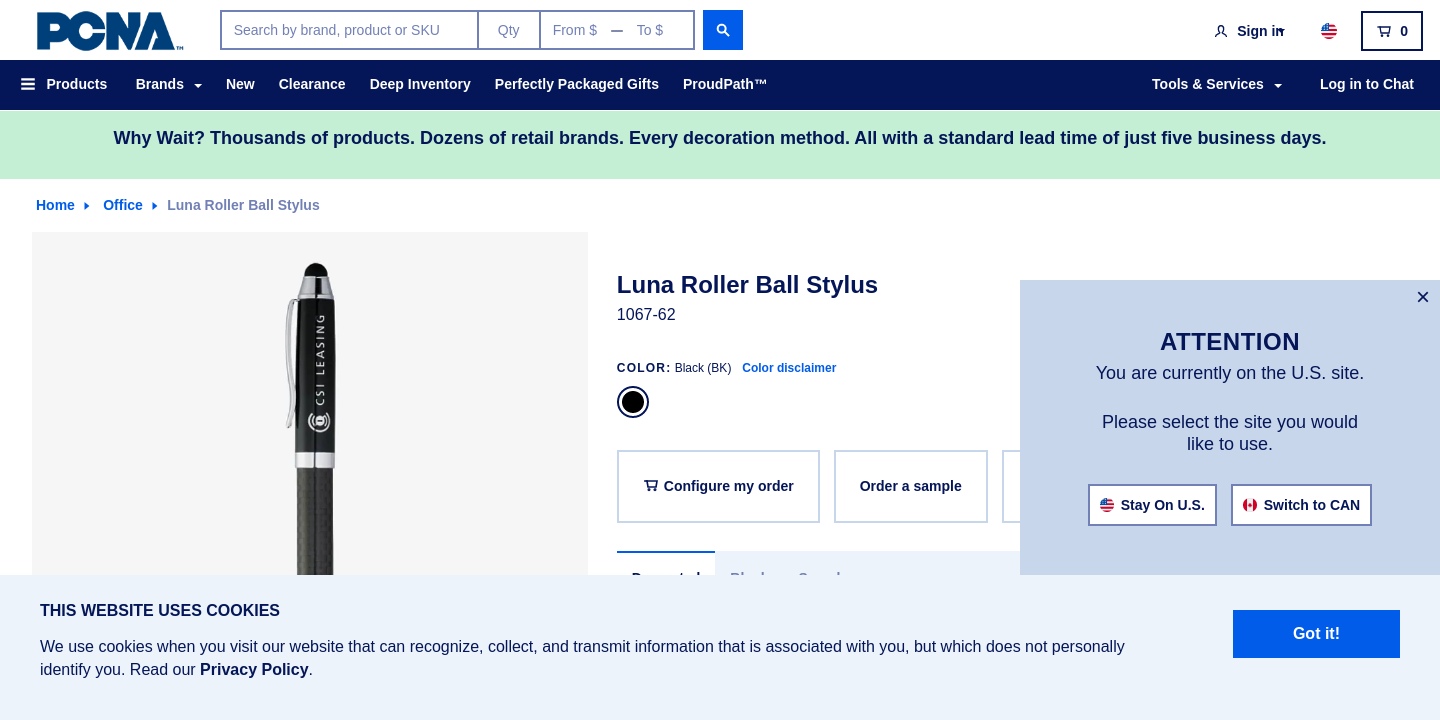 PCNA™
Search by brand, product or SKU
Qty
From $ — To $
Sign in
0
Products
Brands
New
Clearance
Deep Inventory
Perfectly Packaged Gifts
ProudPath™
Tools & Services
Log in to Chat
Why Wait? Thousands of products. Dozens of retail brands. Every decoration method. All with a standard lead time of just five business days.
Home
Office
Luna Roller Ball Stylus
CSI LEASING
Luna Roller Ball Stylus
1067-62
COLOR: Black (BK) Color disclaimer
Configure my order
Order a sample
×
ATTENTION
You are currently on the U.S. site.
Please select the site you would
like to use.
Stay On U.S.
Switch to CAN
THIS WEBSITE USES COOKIES
We use cookies when you visit our website that can recognize, collect, and transmit information that is associated with you, but which does not personally
identify you. Read our Privacy Policy.
Got it!